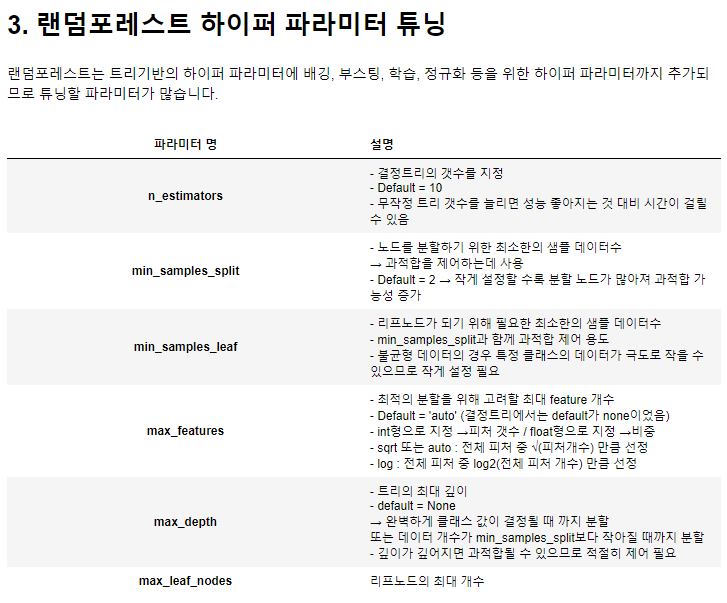 3. 랜덤포레스트 하이퍼 파라미터 튜닝
랜덤포레스트는 트리기반의 하이퍼 파라미터에 배깅, 부스팅, 학습, 정규화 등을 위한 하이퍼 파라미터까지 추가되
므로 튜닝할 파라미터가 많습니다.
파라미터 명
설명
n_estimators
- 결정트리의 갯수를 지정
- Default = 10
- 무작정 트리 갯수를 늘리면 성능 좋아지는 것 대비 시간이 걸릴
수 있음
min_samples_split
- 노드를 분할하기 위한 최소한의 샘플 데이터수
→ 과적합을 제어하는데 사용
- Default = 2 → 작게 설정할 수록 분할 노드가 많아져 과적합 가
능성 증가
min_samples_leaf
- 리프노드가 되기 위해 필요한 최소한의 샘플 데이터수
- min_samples_split과 함께 과적합 제어 용도
- 불균형 데이터의 경우 특정 클래스의 데이터가 극도로 작을 수
있으므로 작게 설정 필요
max_features
- 최적의 분할을 위해 고려할 최대 feature 개수
- Default = 'auto' (결정트리에서는 default가 none이었음)
- int형으로 지정 →피처 갯수 / float형으로 지정 →비중
- sqrt 또는 auto : 전체 피처 중 √(피처개수) 만큼 선정
- log : 전체 피처 중 log2(전체 피처 개수) 만큼 선정
max_depth
- 트리의 최대 깊이
- default = None
→ 완벽하게 클래스 값이 결정될 때 까지 분할
또는 데이터 개수가 min_samples_split보다 작아질 때까지 분할
- 깊이가 깊어지면 과적합될 수 있으므로 적절히 제어 필요
max_leaf_nodes
리프노드의 최대 개수